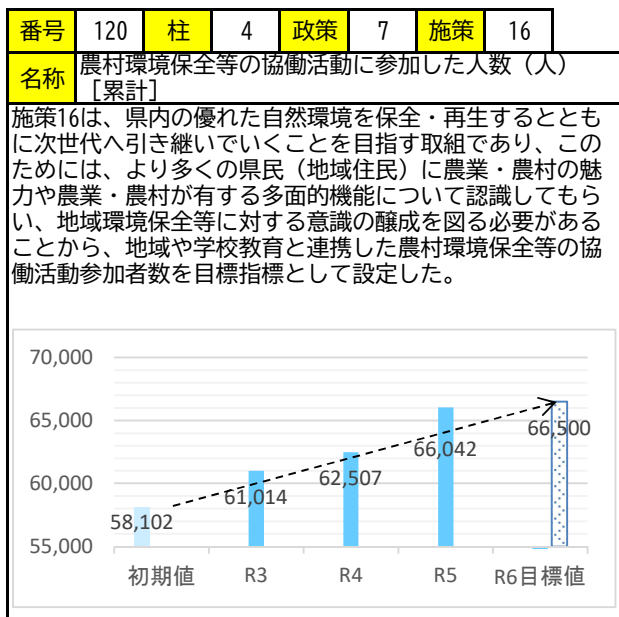 番号 120 柱 4 政策 7 施策 16
名称 農村環境保全等の協働活動に参加した人数（人）
［累計］
施策16は、県内の優れた自然環境を保全・再生するととも
に次世代へ引き継いでいくことを目指す取組であり、この
ためには、より多くの県民（地域住民）に農業・農村の魅
力や農業・農村が有する多面的機能について認識してもら
い、地域環境保全等に対する意識の醸成を図る必要がある
ことから、地域や学校教育と連携した農村環境保全等の協
働活動参加者数を目標指標として設定した。
70,000
65,000
60,000
55,000
58,102
61,014
62,507
66,042
66,500
初期値 R3 R4 R5 R6目標値